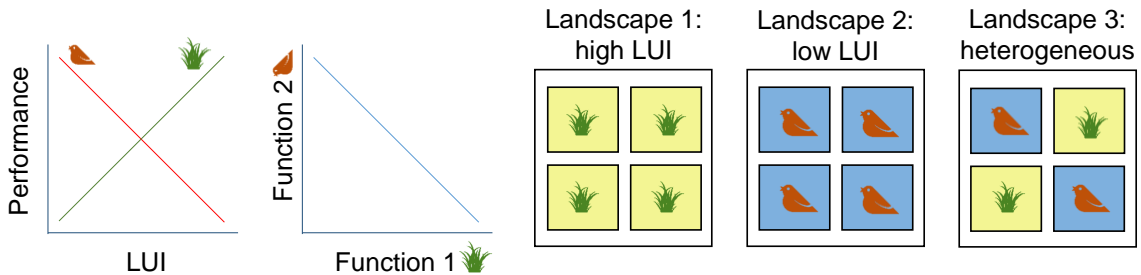 Performance
LUI
Function 2
Function 1
Landscape 1:
high LUI
Landscape 2:
low LUI
Landscape 3:
heterogeneous